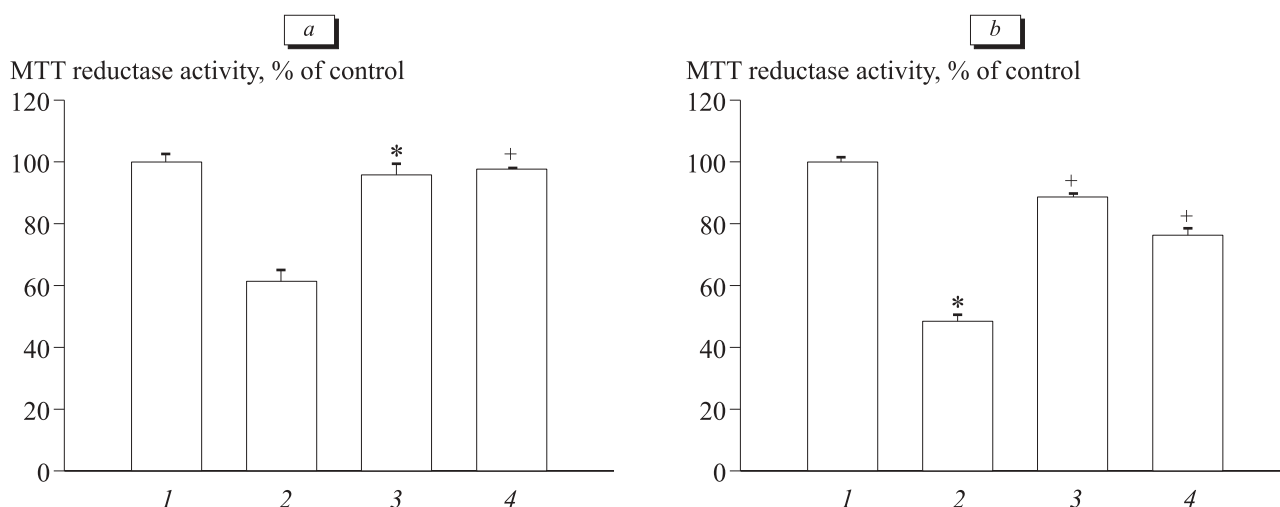 a
MTT reductase activity, % of control
120
100
80
60
40
20
0
* +
1 2 3 4
b
MTT reductase activity, % of control
120
100
80
60
40
20
0
* + +
1 2 3 4